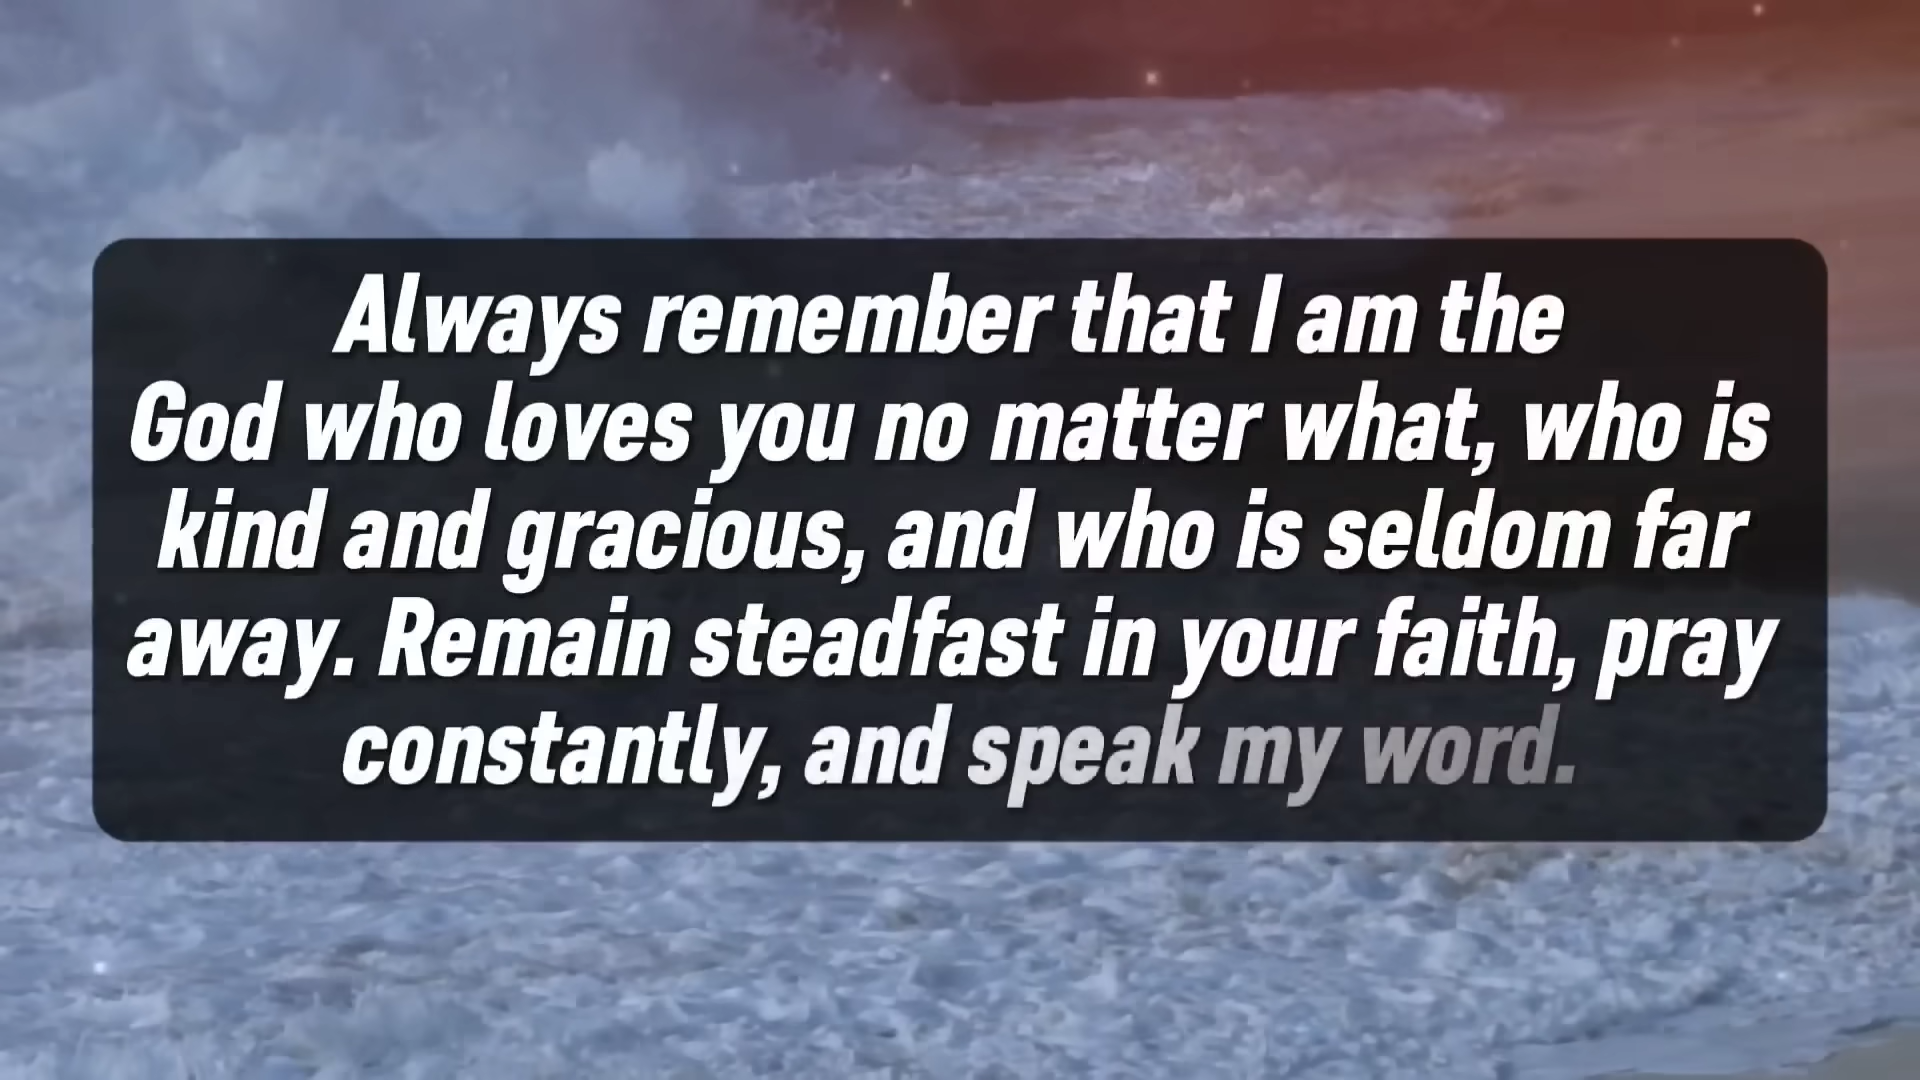 Always remember that I am the
God who loves you no matter what, who is
kind and gracious, and who is seldom far
away. Remain steadfast in your faith, pray
constantly, and speak my word.